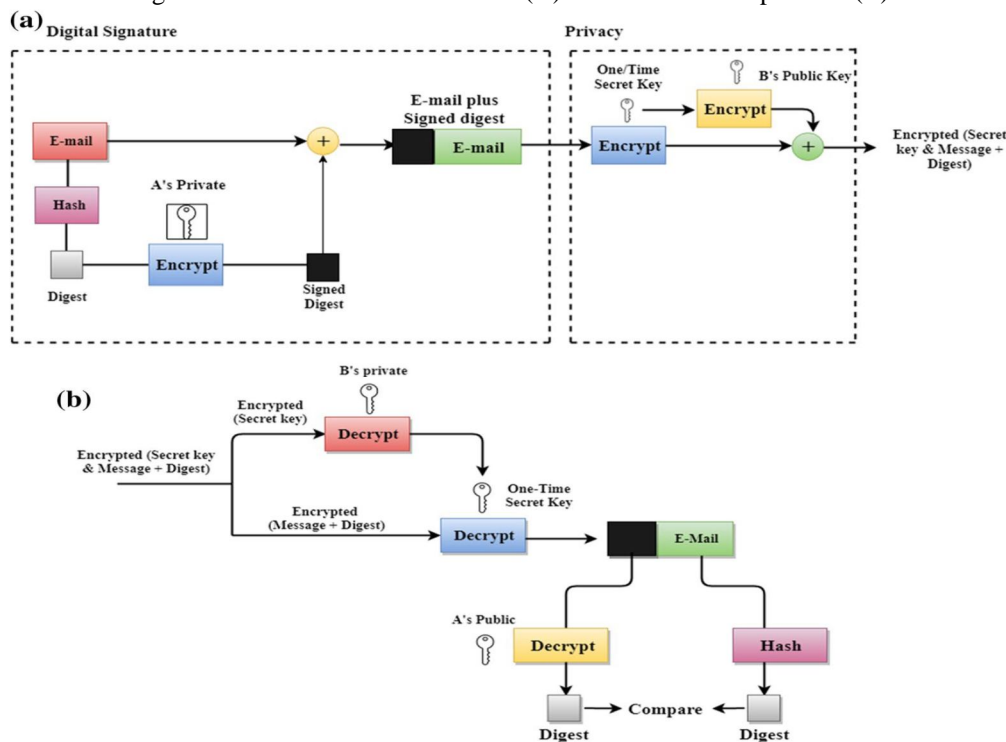 (a)
Digital Signature
Privacy
One/Time
Secret Key
B's Public Key
E-mail plus
Signed digest
Encrypt
E-mail
E-mail
Encrypt
Encrypted (Secret
key & Message +
Digest)
A's Private
Hash
Encrypt
Digest
Signed
Digest
(b)
B's private
Encrypted
(Secret key)
Decrypt
Encrypted (Secret key
& Message + Digest)
One-Time
Secret Key
Encrypted
(Message + Digest)
Decrypt
E-Mail
A's Public
Decrypt
Hash
Compare
Digest
Digest